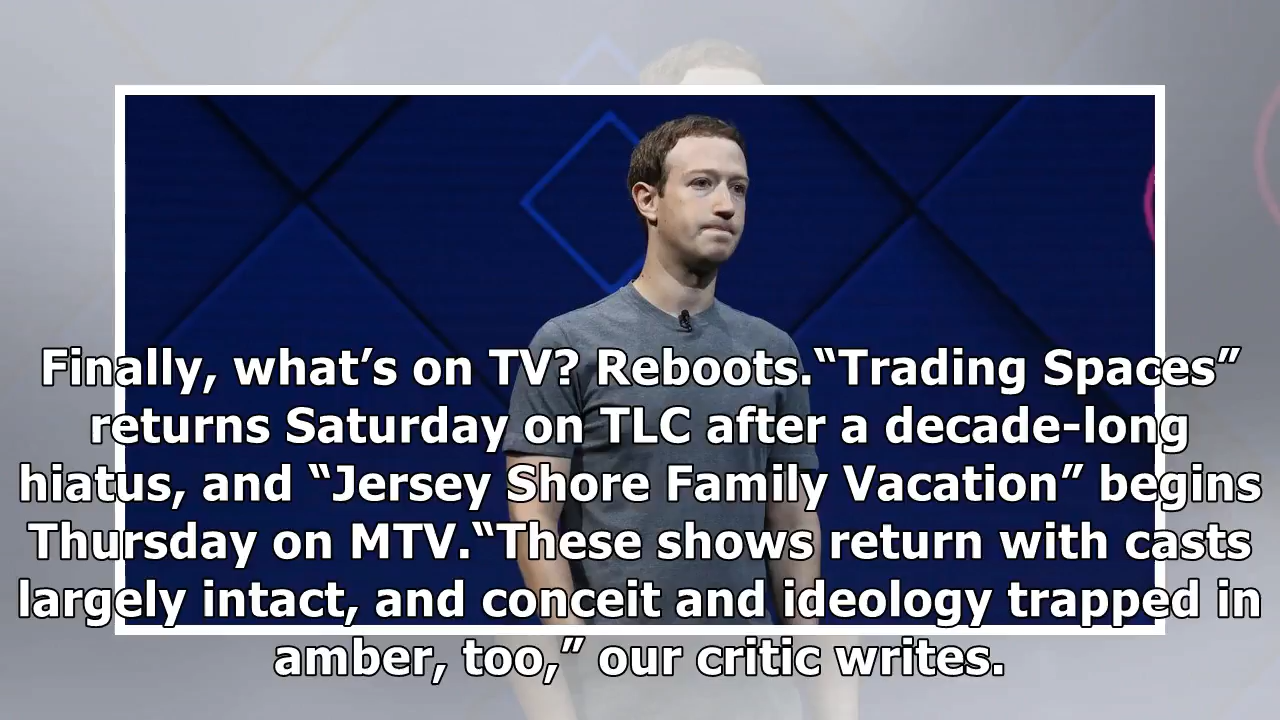 Finally, what’s on TV? Reboots.“Trading Spaces”
returns Saturday on TLC after a decade-long
hiatus, and “Jersey Shore Family Vacation” begins
Thursday on MTV.“These shows return with casts
largely intact, and conceit and ideology trapped in
amber, too,” our critic writes.